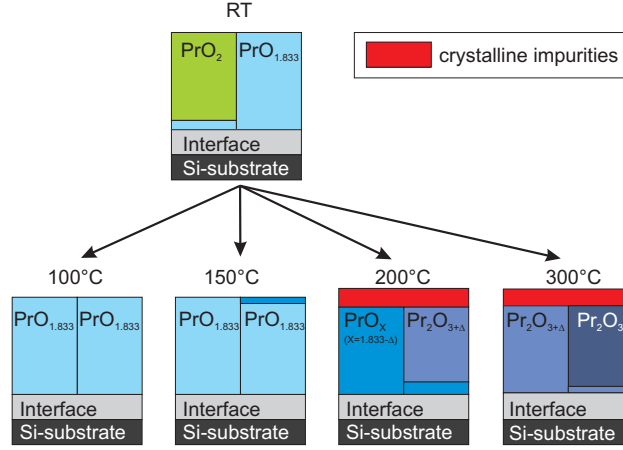 RT
PrO₂ PrO₁.₈₃₃
Interface
Si-substrate
crystalline impurities
100°C
PrO₁.₈₃₃ PrO₁.₈₃₃
Interface
Si-substrate
150°C
PrO₁.₈₃₃ PrO₁.₈₃₃
Interface
Si-substrate
200°C
PrOₓ Pr₂O₃₊Δ
(X=1.833-Δ)
Interface
Si-substrate
300°C
Pr₂O₃₊Δ Pr₂O₃
Interface
Si-substrate